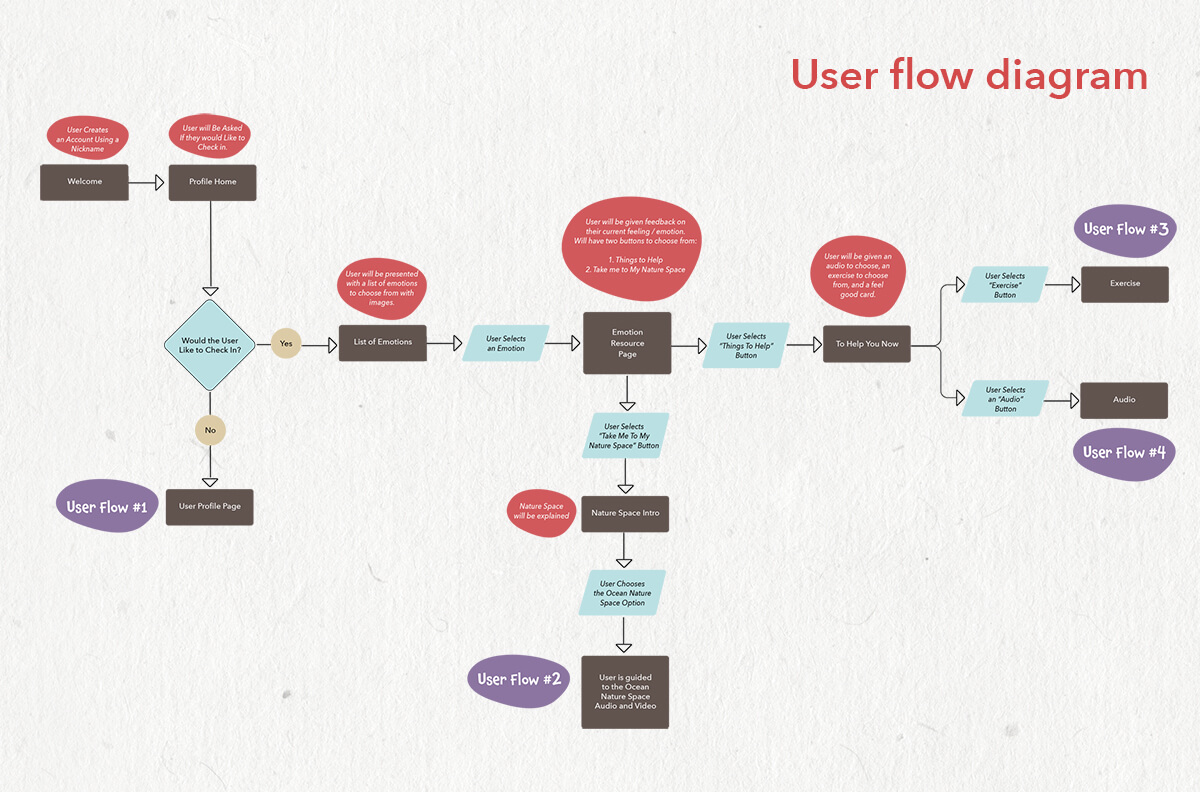 User flow diagram
User Creates
an Account Using a
Nickname
User will Be Asked
If they would Like to
Check in.
Welcome
Profile Home
Would the User
Like to Check In?
Yes
No
User Flow #1
User Profile Page
User will be presented
with a list of emotions
to choose from with
images.
List of Emotions
User Selects
an Emotion
User will be given feedback on
their current feeling / emotion.
Will have two buttons to choose from:
1. Things to Help
2. Take me to My Nature Space
Emotion
Resource
Page
User Selects
"Things To Help"
Button
User will be given an
audio to choose, an
exercise to choose
from, and a feel
good card.
To Help You Now
User Selects
"Exercise"
Button
User Flow #3
Exercise
User Selects
an "Audio"
Button
Audio
User Flow #4
User Selects
"Take Me To My
Nature Space" Button
Nature Space
will be explained
Nature Space Intro
User Chooses
the Ocean Nature
Space Option
User Flow #2
User is guided
to the Ocean
Nature Space
Audio and Video